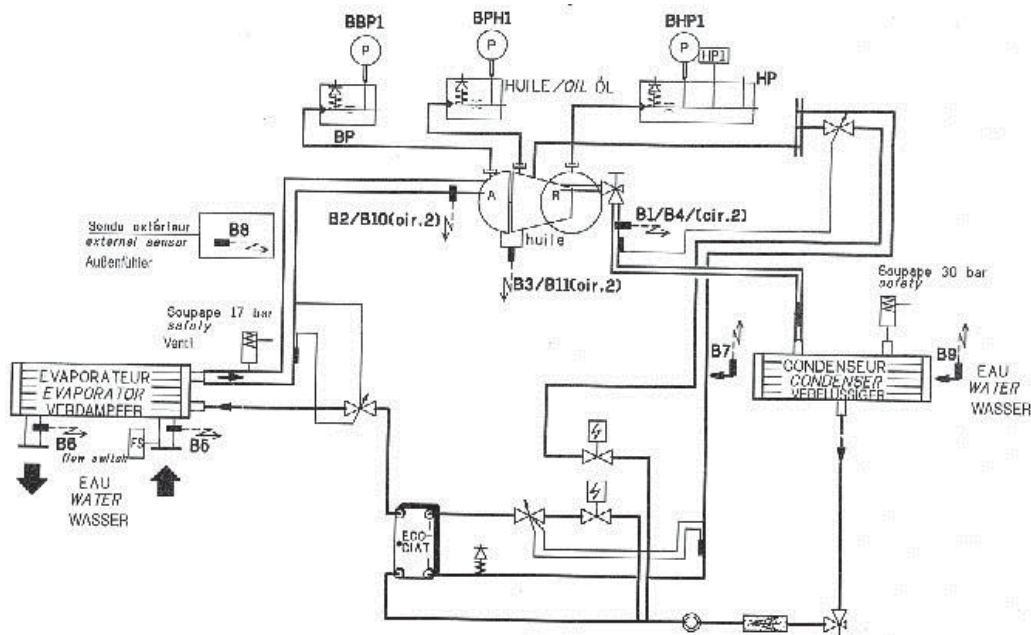 BBP1
BPH1
BHP1
P
P
P
HP1
HP
HUILE/OIL ÖL
BP
A
R
B2/B10(cir.2)
B1/B4/(cir.2)
huile
B3/B11(cir.2)
Sonde extérieur
external sensor
Außenfühler
B8
Soupape 17 bar
safety
Ventil
Soupape 30 bar
safety
EVAPORATEUR
EVAPORATOR
VERDAMPFER
B7
CONDENSEUR
CONDENSER
VERFLÜSSIGER
B9
EAU
WATER
WASSER
B6
FS
B5
flow switch
EAU
WATER
WASSER
ECO-
CIAT